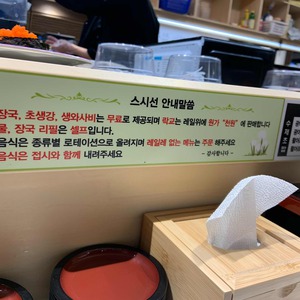 스시선 안내말씀
장국, 초생강, 생와사비는 무료로 제공되며 락교는 레일위에 원가 "천원" 에 판매합니다
물, 장국 리필은 셀프입니다.
음식은 종류별 로테이션으로 올려지며 레일에 없는 메뉴는 주문 해주세요
음식은 접시와 함께 내려주세요
- 감사합니다 -